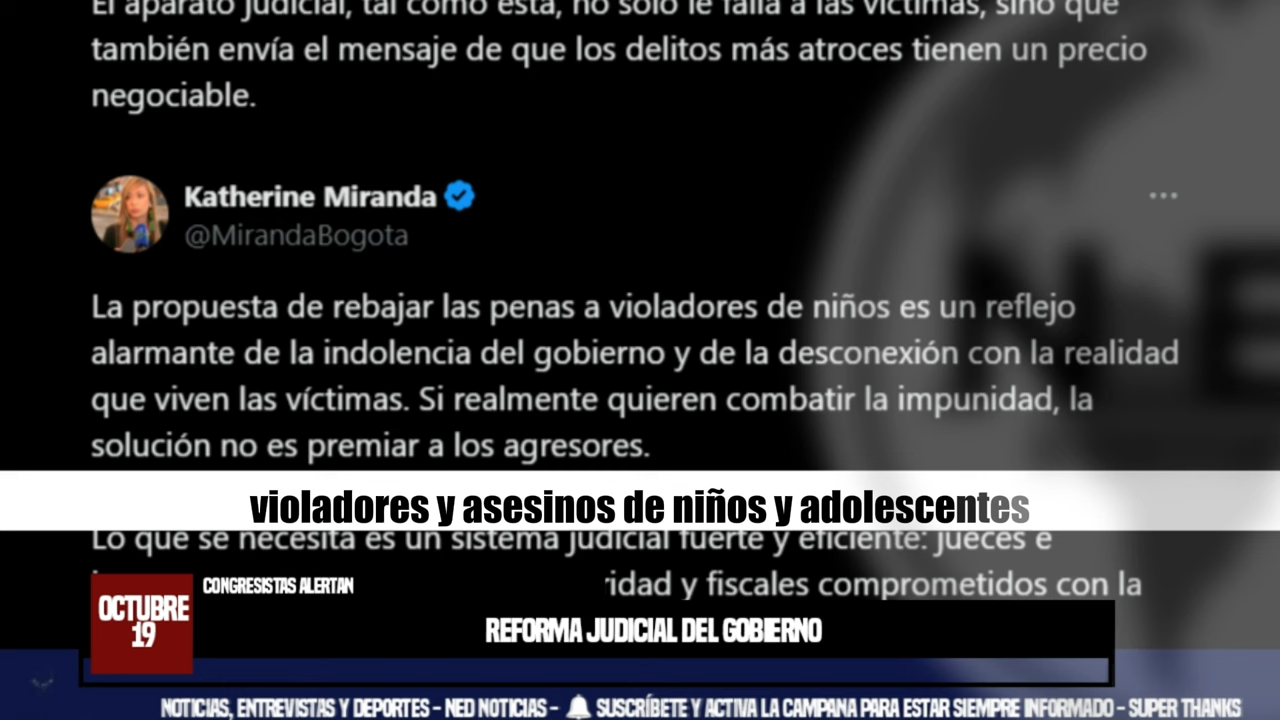 El aparato judicial, tal como está, no solo le falla a las víctimas, sino que
también envía el mensaje de que los delitos más atroces tienen un precio
negociable.
Katherine Miranda
@MirandaBogota
La propuesta de rebajar las penas a violadores de niños es un reflejo
alarmante de la indolencia del gobierno y de la desconexión con la realidad
que viven las víctimas. Si realmente quieren combatir la impunidad, la
solución no es premiar a los agresores.
violadores y asesinos de niños y adolescentes
Lo que se necesita es un sistema judicial fuerte y eficiente: jueces e
ridad y fiscales comprometidos con la
CONGRESISTAS ALERTAN
OCTUBRE
19
REFORMA JUDICIAL DEL GOBIERNO
NOTICIAS, ENTREVISTAS Y DEPORTES - NED NOTICIAS - SUSCRÍBETE Y ACTIVA LA CAMPANA PARA ESTAR SIEMPRE INFORMADO - SUPER THANKS